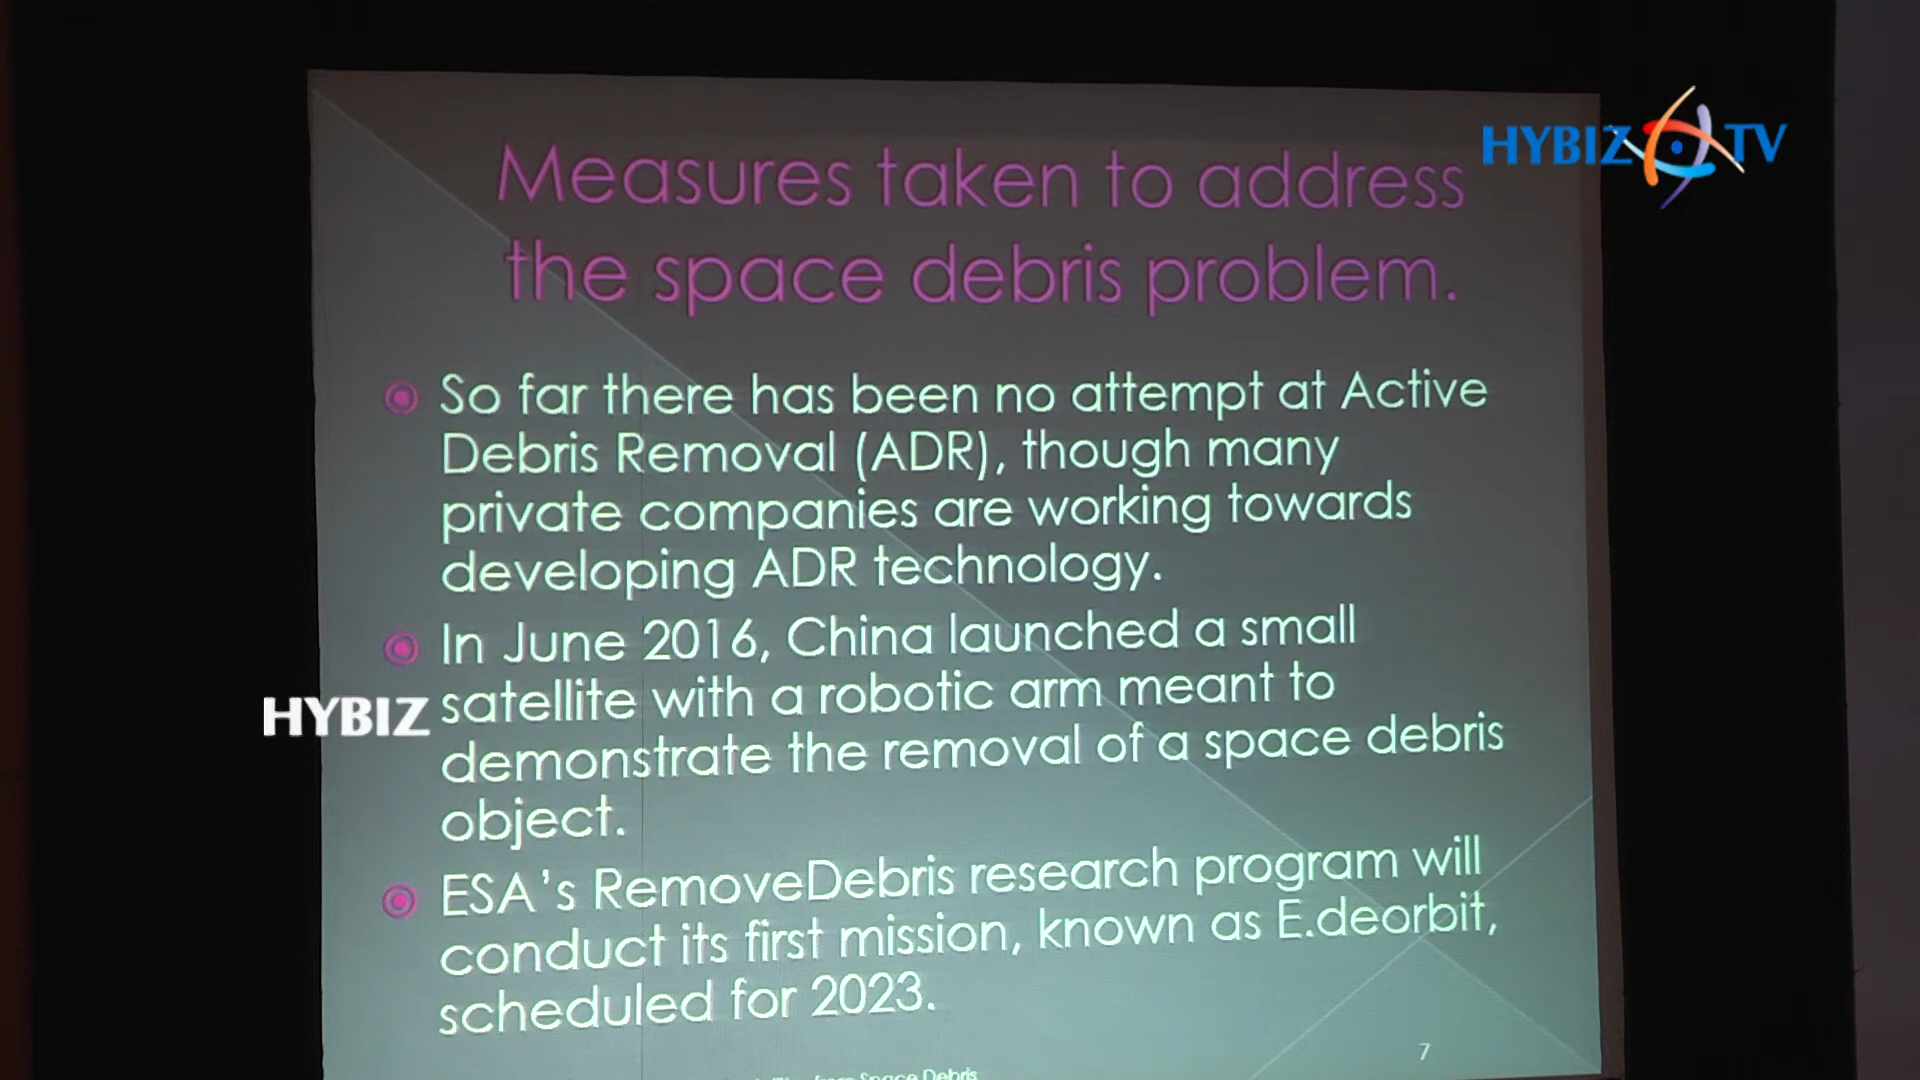 HYBIZ TV
Measures taken to address
the space debris problem.
So far there has been no attempt at Active
Debris Removal (ADR), though many
private companies are working towards
developing ADR technology.
In June 2016, China launched a small
satellite with a robotic arm meant to
demonstrate the removal of a space debris
object.
HYBIZ
ESA's RemoveDebris research program will
conduct its first mission, known as E.deorbit,
scheduled for 2023.
7
from Space Debris